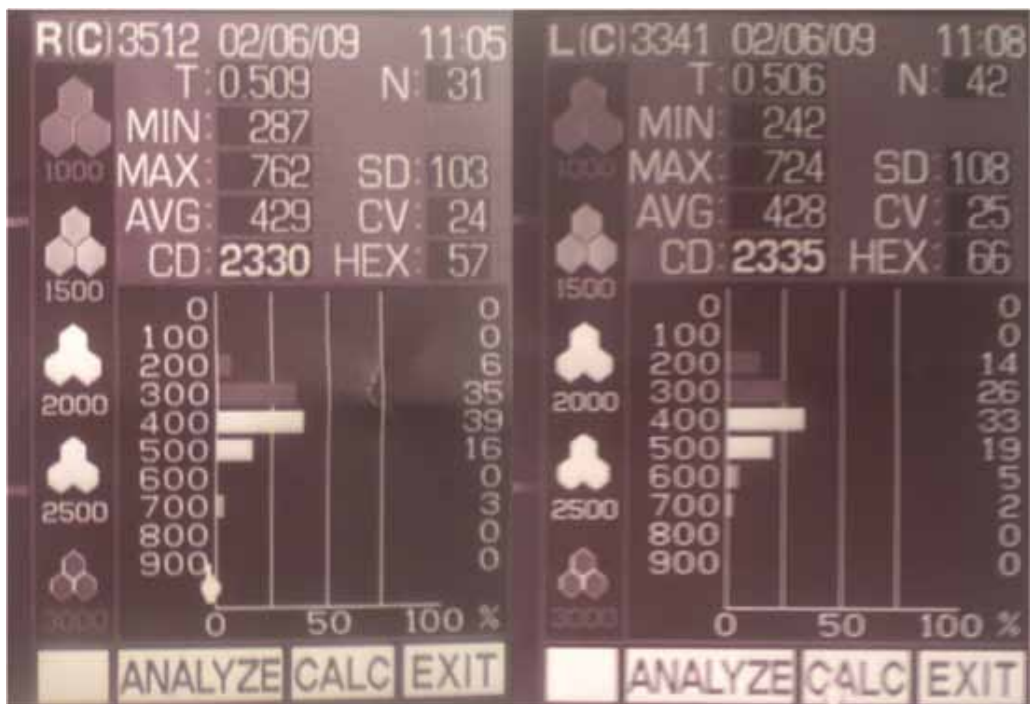 R(C) 3512 02/06/09 11:05
T: 0.509 N: 31
MIN: 287
MAX: 762 SD: 103
AVG: 429 CV: 24
CD: 2330 HEX: 57
1000
1500
2000
2500
3000
0 0
100 0
200 6
300 35
400 39
500 16
600 0
700 3
800 0
900 0
0 50 100 %
ANALYZE CALC EXIT
L(C) 3341 02/06/09 11:08
T: 0.506 N: 42
MIN: 242
MAX: 724 SD: 108
AVG: 428 CV: 25
CD: 2335 HEX: 66
1000
1500
2000
2500
3000
0 0
100 0
200 14
300 26
400 33
500 19
600 5
700 2
800 0
900 0
0 50 100 %
ANALYZE CALC EXIT